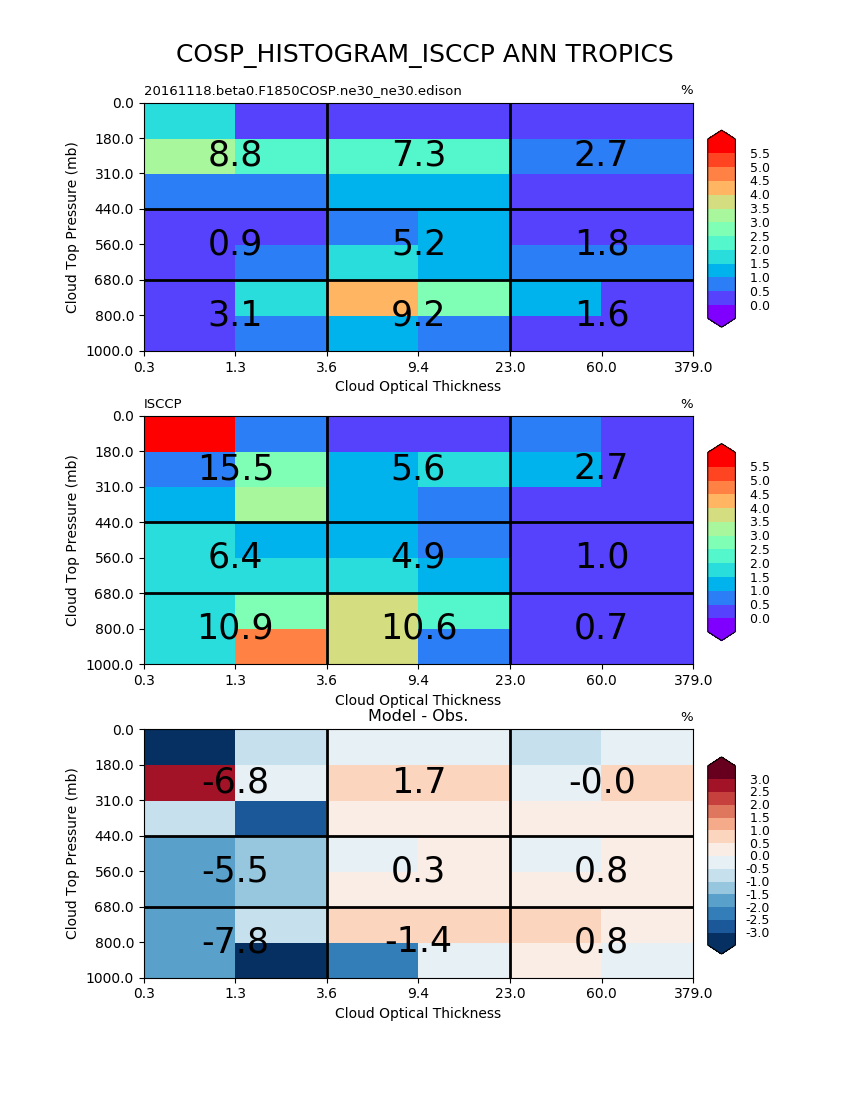 COSP_HISTOGRAM_ISCCP ANN TROPICS
20161118.beta0.F1850COSP.ne30_ne30.edison %
0.0
180.0
310.0
440.0
560.0
680.0
800.0
1000.0
Cloud Top Pressure (mb)
8.8 7.3 2.7
0.9 5.2 1.8
3.1 9.2 1.6
0.3 1.3 3.6 9.4 23.0 60.0 379.0
Cloud Optical Thickness
5.5
5.0
4.5
4.0
3.5
3.0
2.5
2.0
1.5
1.0
0.5
0.0
ISCCP %
0.0
180.0
310.0
440.0
560.0
680.0
800.0
1000.0
Cloud Top Pressure (mb)
15.5 5.6 2.7
6.4 4.9 1.0
10.9 10.6 0.7
0.3 1.3 3.6 9.4 23.0 60.0 379.0
Cloud Optical Thickness
5.5
5.0
4.5
4.0
3.5
3.0
2.5
2.0
1.5
1.0
0.5
0.0
Model - Obs. %
0.0
180.0
310.0
440.0
560.0
680.0
800.0
1000.0
Cloud Top Pressure (mb)
-6.8 1.7 -0.0
-5.5 0.3 0.8
-7.8 -1.4 0.8
0.3 1.3 3.6 9.4 23.0 60.0 379.0
Cloud Optical Thickness
3.0
2.5
2.0
1.5
1.0
0.5
0.0
-0.5
-1.0
-1.5
-2.0
-2.5
-3.0